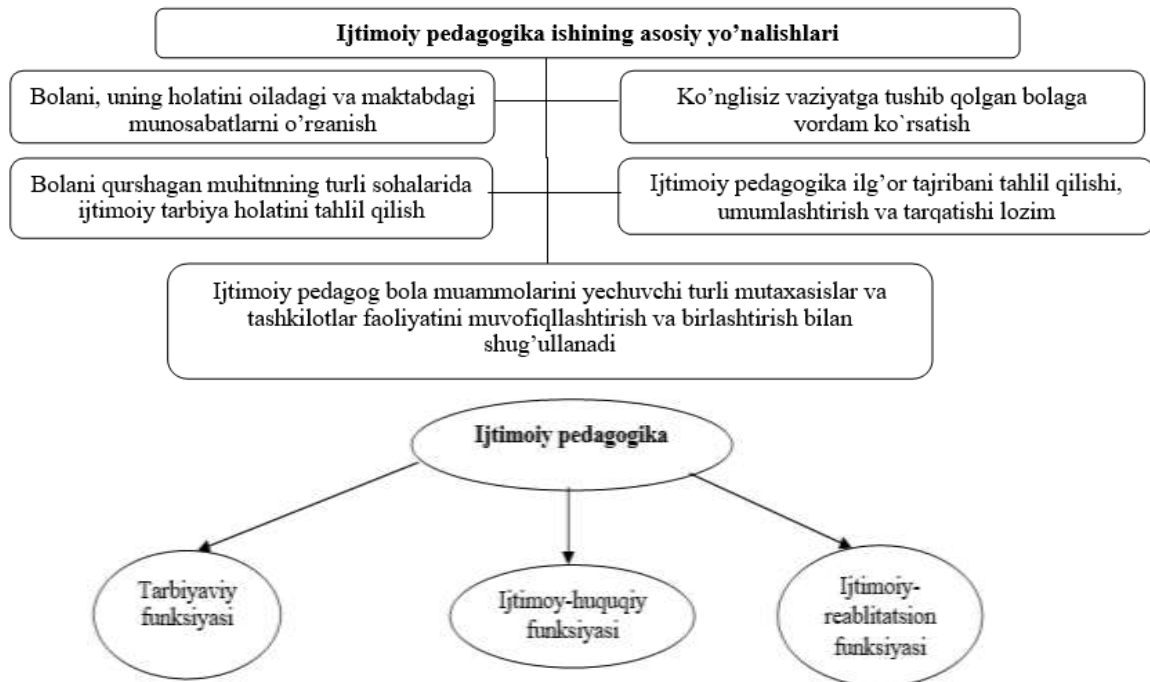 Ijtimoiy pedagogika ishining asosiy yo’nalishlari
Bolani, uning holatini oiladagi va maktabdagi
munosabatlarni o’rganish
Ko’nglisiz vaziyatga tushib qolgan bolaga
vordam ko`rsatish
Bolani qurshagan muhitnning turli sohalarida
ijtimoiy tarbiya holatini tahlil qilish
Ijtimoiy pedagogika ilg’or tajribani tahlil qilishi,
umumlashtirish va tarqatishi lozim
Ijtimoiy pedagog bola muammolarini yechuvchi turli mutaxasislar va
tashkilotlar faoliyatini muvofiqllashtirish va birlashtirish bilan
shug’ullanadi
Ijtimoiy pedagogika
Tarbiyaviy
funksiyasi
Ijtimoy-huquqiy
funksiyasi
Ijtimoiy-
reablitatsion
funksiyasi